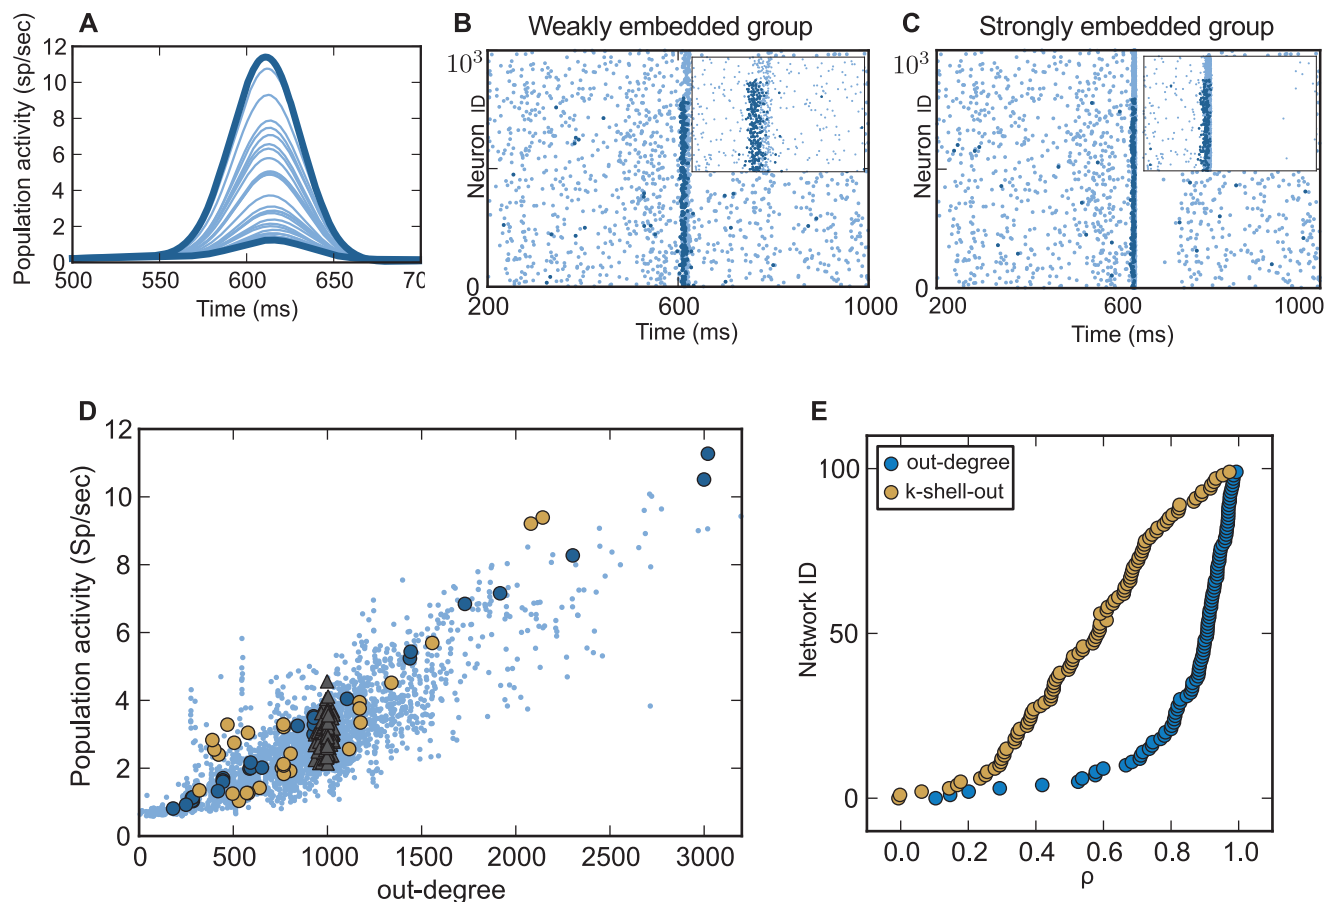 A
Population activity (sp/sec)
12
10
8
6
4
2
0
500
550
600
650
70
Time (ms)
B
Weakly embedded group
10³
Neuron ID
0
200
600
1000
Time (ms)
C
Strongly embedded group
10³
Neuron ID
0
200
600
1000
Time (ms)
D
Population activity (Sp/sec)
12
10
8
6
4
2
0
0
500
1000
1500
2000
2500
3000
out-degree
E
out-degree
k-shell-out
Network ID
100
50
0
0.0
0.2
0.4
0.6
0.8
1.0
ρ